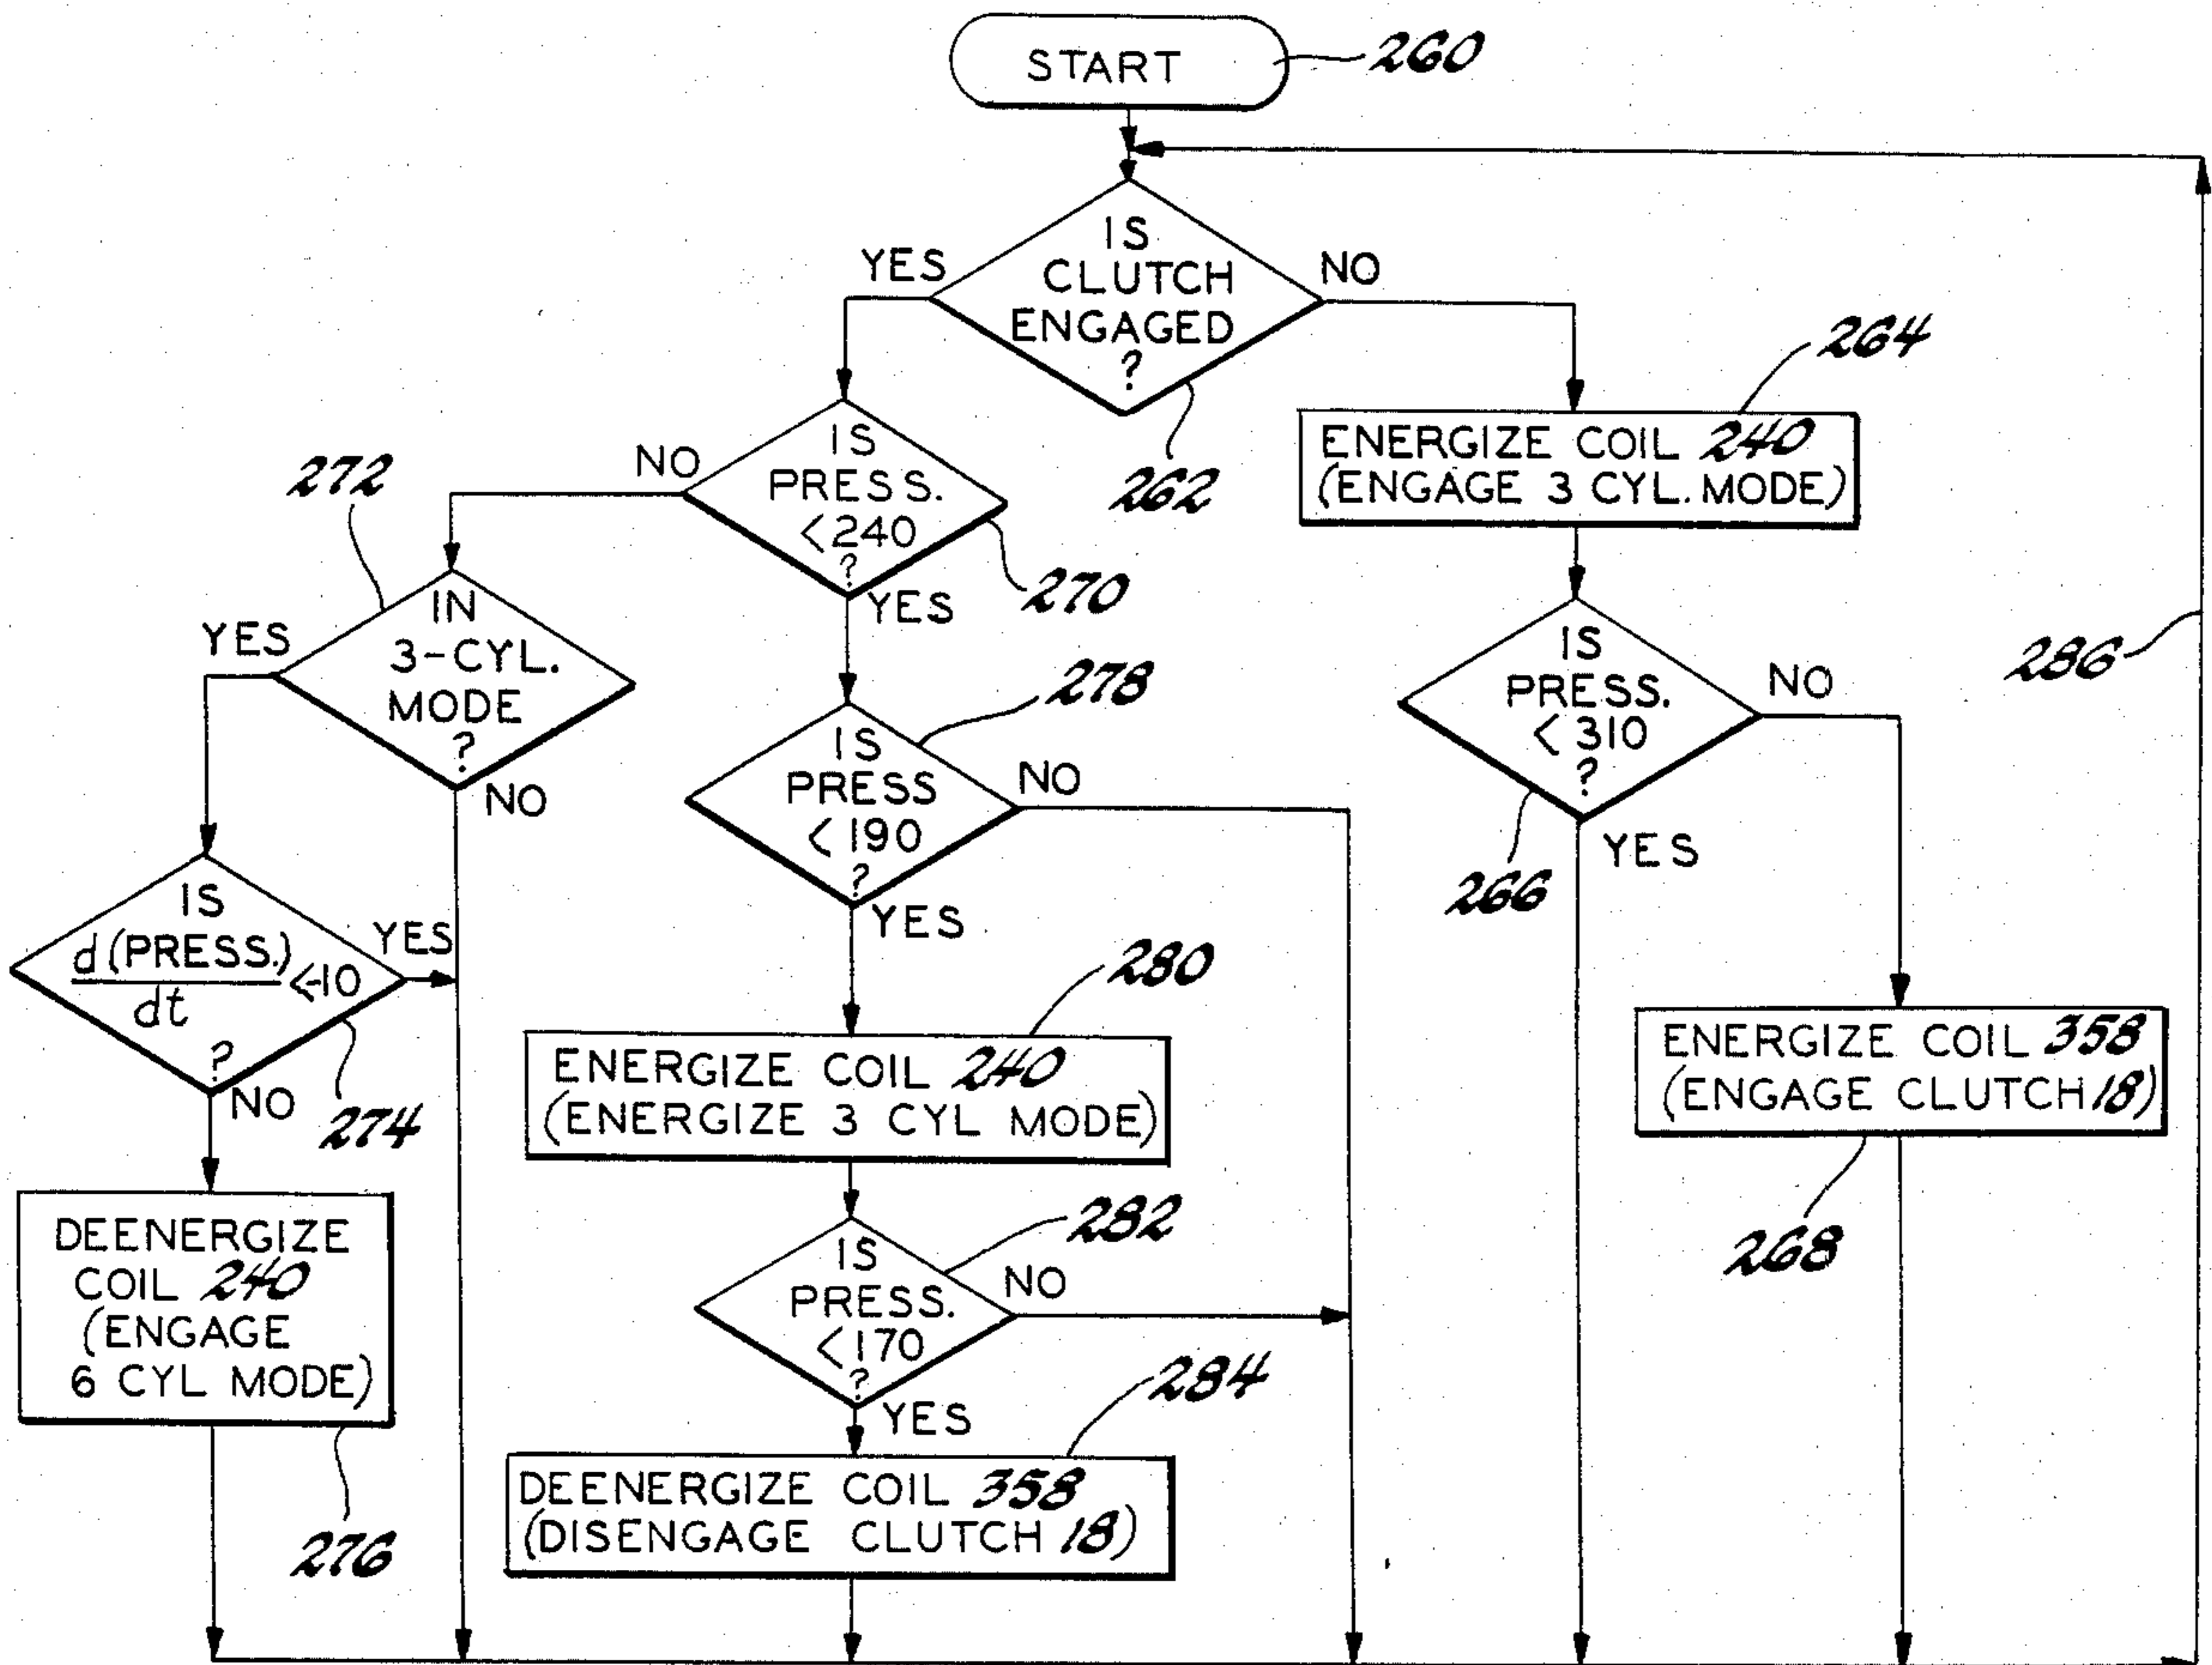 START
260
IS
CLUTCH
ENGAGED
?
YES
NO
262
264
ENERGIZE COIL 240
(ENGAGE 3 CYL. MODE)
IS
PRESS.
<240
?
NO
YES
270
272
IN
3-CYL.
MODE
?
YES
NO
IS
PRESS.
< 310
?
NO
YES
266
286
278
IS
PRESS
< 190
?
NO
YES
IS
d(PRESS.)
dt
<-10
?
YES
NO
274
280
ENERGIZE COIL 240
(ENERGIZE 3 CYL MODE)
ENERGIZE COIL 358
(ENGAGE CLUTCH 18)
268
DEENERGIZE
COIL 240
(ENGAGE
6 CYL MODE)
276
282
IS
PRESS.
<170
?
NO
YES
284
DEENERGIZE COIL 358
(DISENGAGE CLUTCH 18)